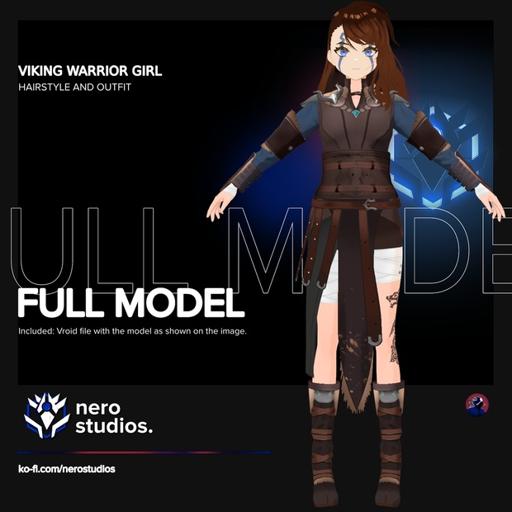 VIKING WARRIOR GIRL
HAIRSTYLE AND OUTFIT
ULL MODE
FULL MODEL
Included: Vroid file with the model as shown on the image.
nero
studios.
ko-fi.com/nerostudios